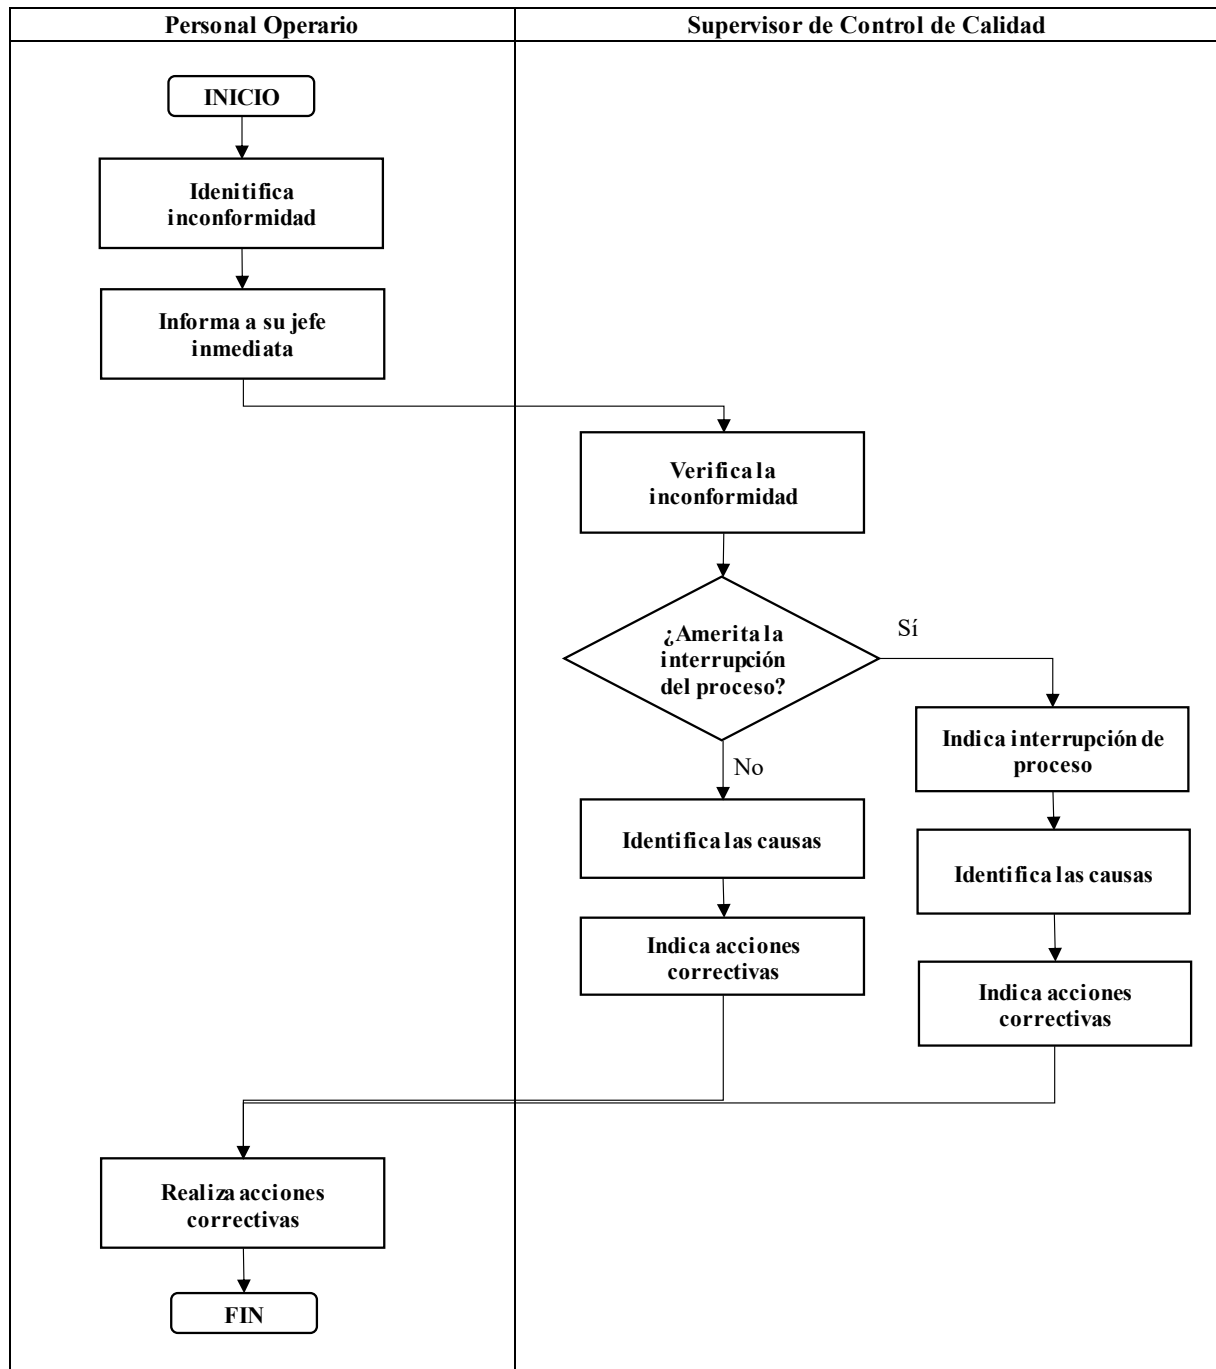 Personal Operario
Supervisor de Control de Calidad
INICIO
Idenitifica
inconformidad
Informa a su jefe
inmediata
Verifica la
inconformidad
¿Amerita la
interrupción
del proceso?
Sí
No
Indica interrupción de
proceso
Identifica las causas
Identifica las causas
Indica acciones
correctivas
Indica acciones
correctivas
Realiza acciones
correctivas
FIN